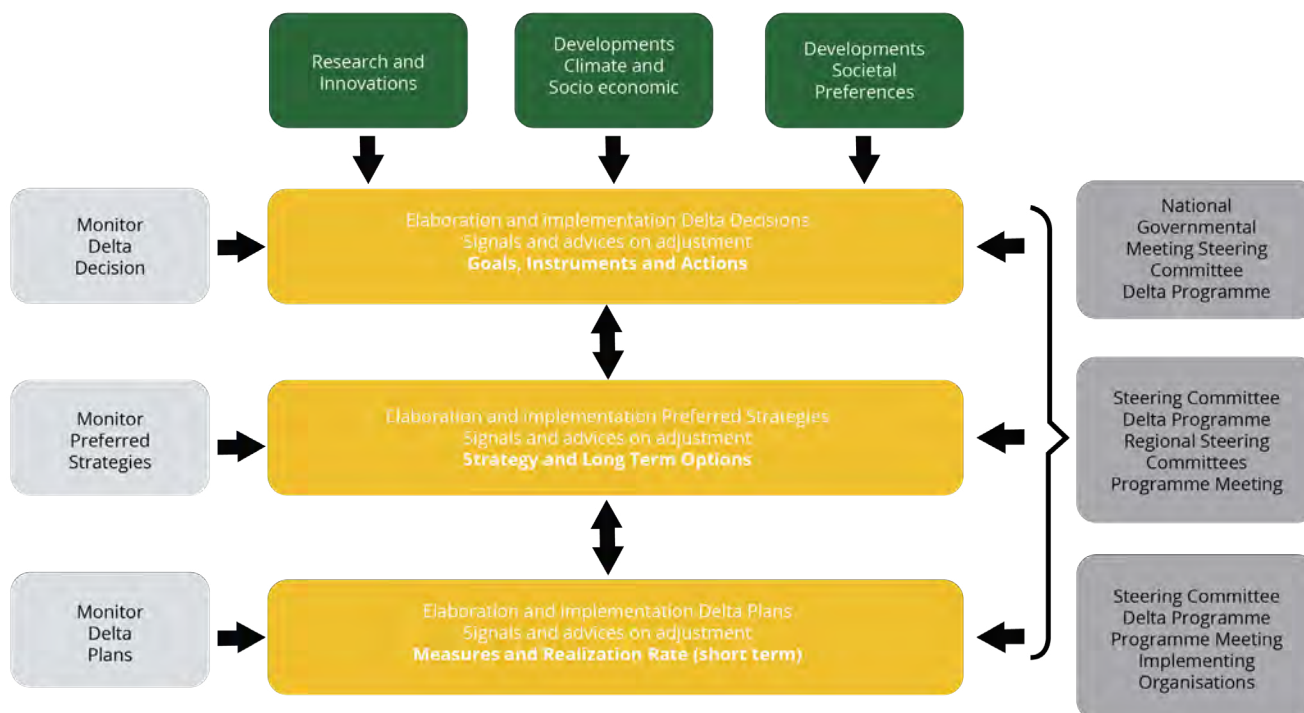 Research and
Innovations
Developments
Climate and
Socio economic
Developments
Societal
Preferences
Monitor
Delta
Decision
Elaboration and implementation Delta Decisions
Signals and advices on adjustment
Goals, Instruments and Actions
National
Governmental
Meeting Steering
Committee
Delta Programme
Monitor
Preferred
Strategies
Elaboration and implementation Preferred Strategies
Signals and advices on adjustment
Strategy and Long Term Options
Steering Committee
Delta Programme
Regional Steering
Committees
Programme Meeting
Monitor
Delta
Plans
Elaboration and implementation Delta Plans
Signals and advices on adjustment
Measures and Realization Rate (short term)
Steering Committee
Delta Programme
Programme Meeting
Implementing
Organisations